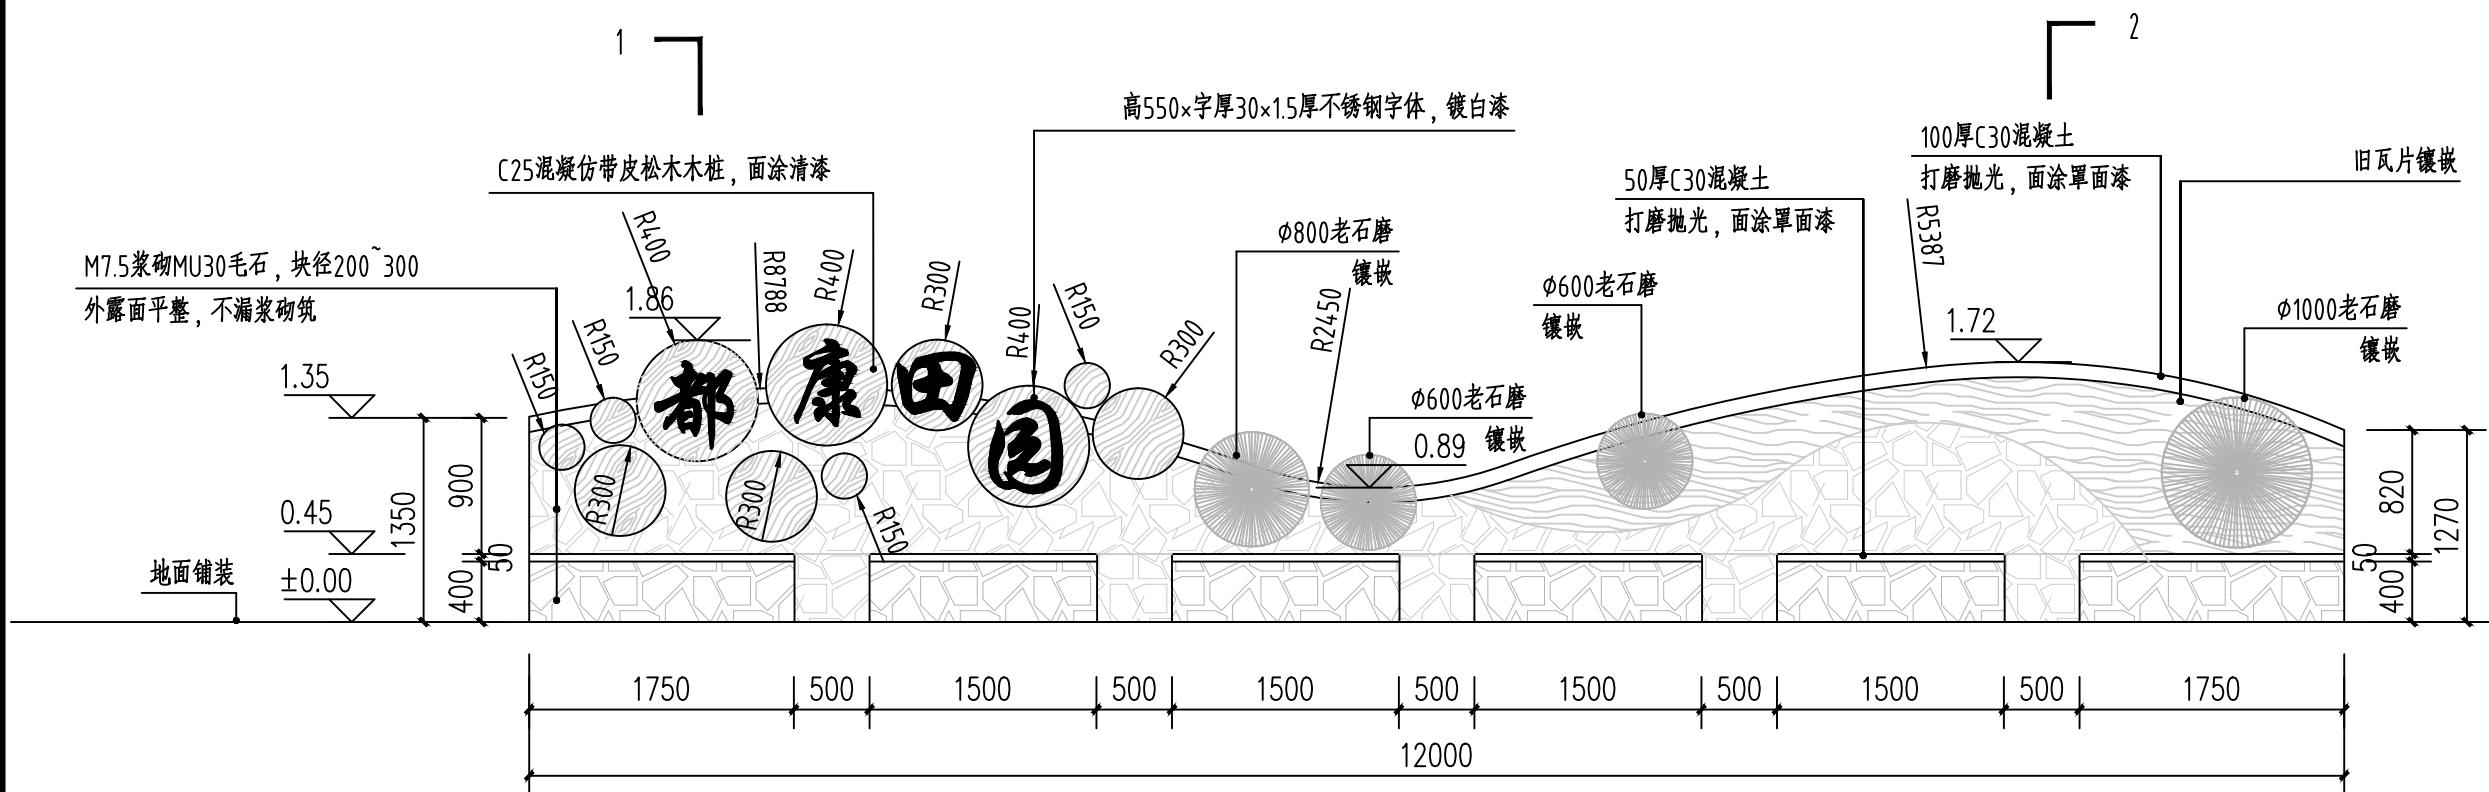 1
2
高550×字厚30×1.5厚不锈钢字体，镀白漆
C25混凝仿带皮松木木桩，面涂清漆
100厚C30混凝土
打磨抛光，面涂罩面漆
旧瓦片镶嵌
50厚C30混凝土
打磨抛光，面涂罩面漆
M7.5浆砌MU30毛石，块径200~300
外露面平整，不漏浆砌筑
Φ800老石磨
镶嵌
Φ600老石磨
镶嵌
Φ1000老石磨
镶嵌
Φ600老石磨
镶嵌
R400
R8788
R400
R300
R400
R150
R300
R2450
R5387
R150
R150
R300
R300
R150
1.86
1.35
0.45
±0.00
0.89
1.72
都康田园
地面铺装
1350
900
50
400
820
50
400
1270
1750 500 1500 500 1500 500 1500 500 1500 500 1750
12000